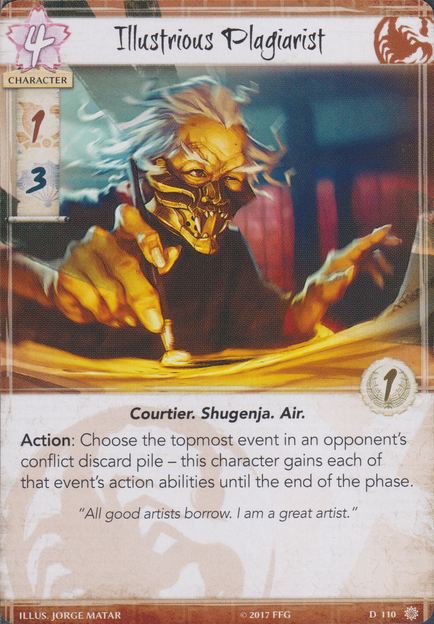 4
Illustrious Plagiarist
CHARACTER
1
3
1
Courtier. Shugenja. Air.
Action: Choose the topmost event in an opponent's
conflict discard pile – this character gains each of
that event's action abilities until the end of the phase.
"All good artists borrow. I am a great artist."
ILLUS. JORGE MATAR
© 2017 FFG
D 110